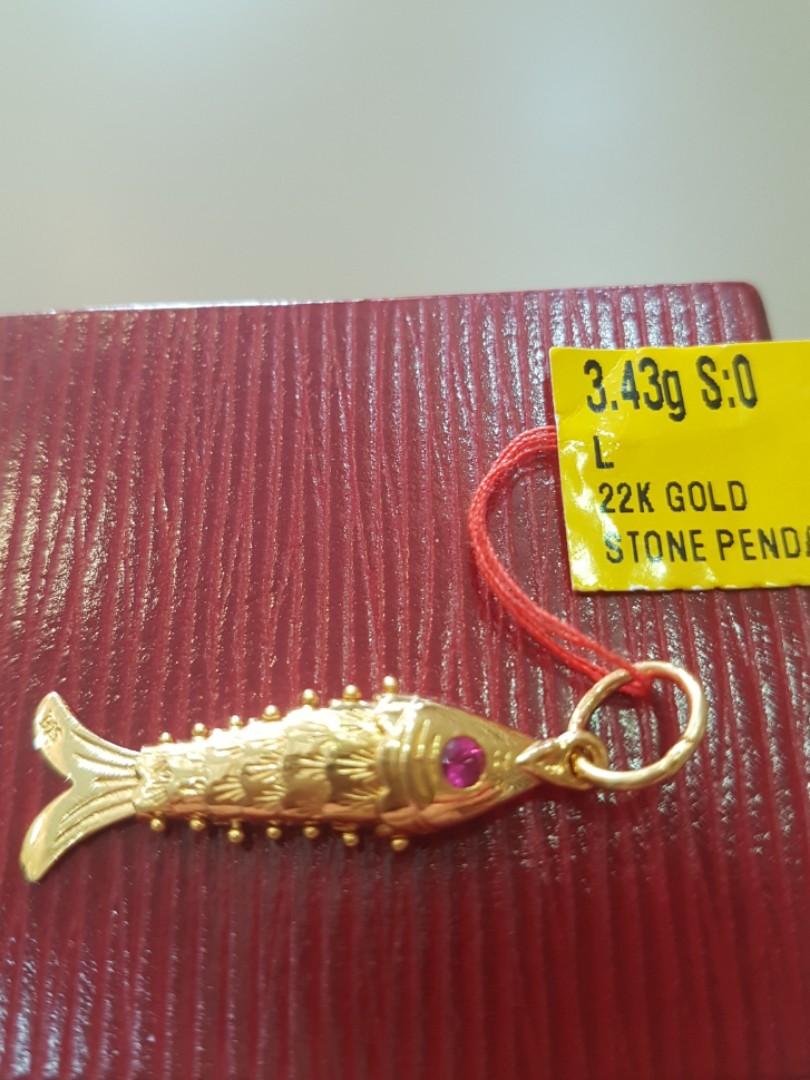 3.43g S:0
L
22K GOLD
STONE PENDA